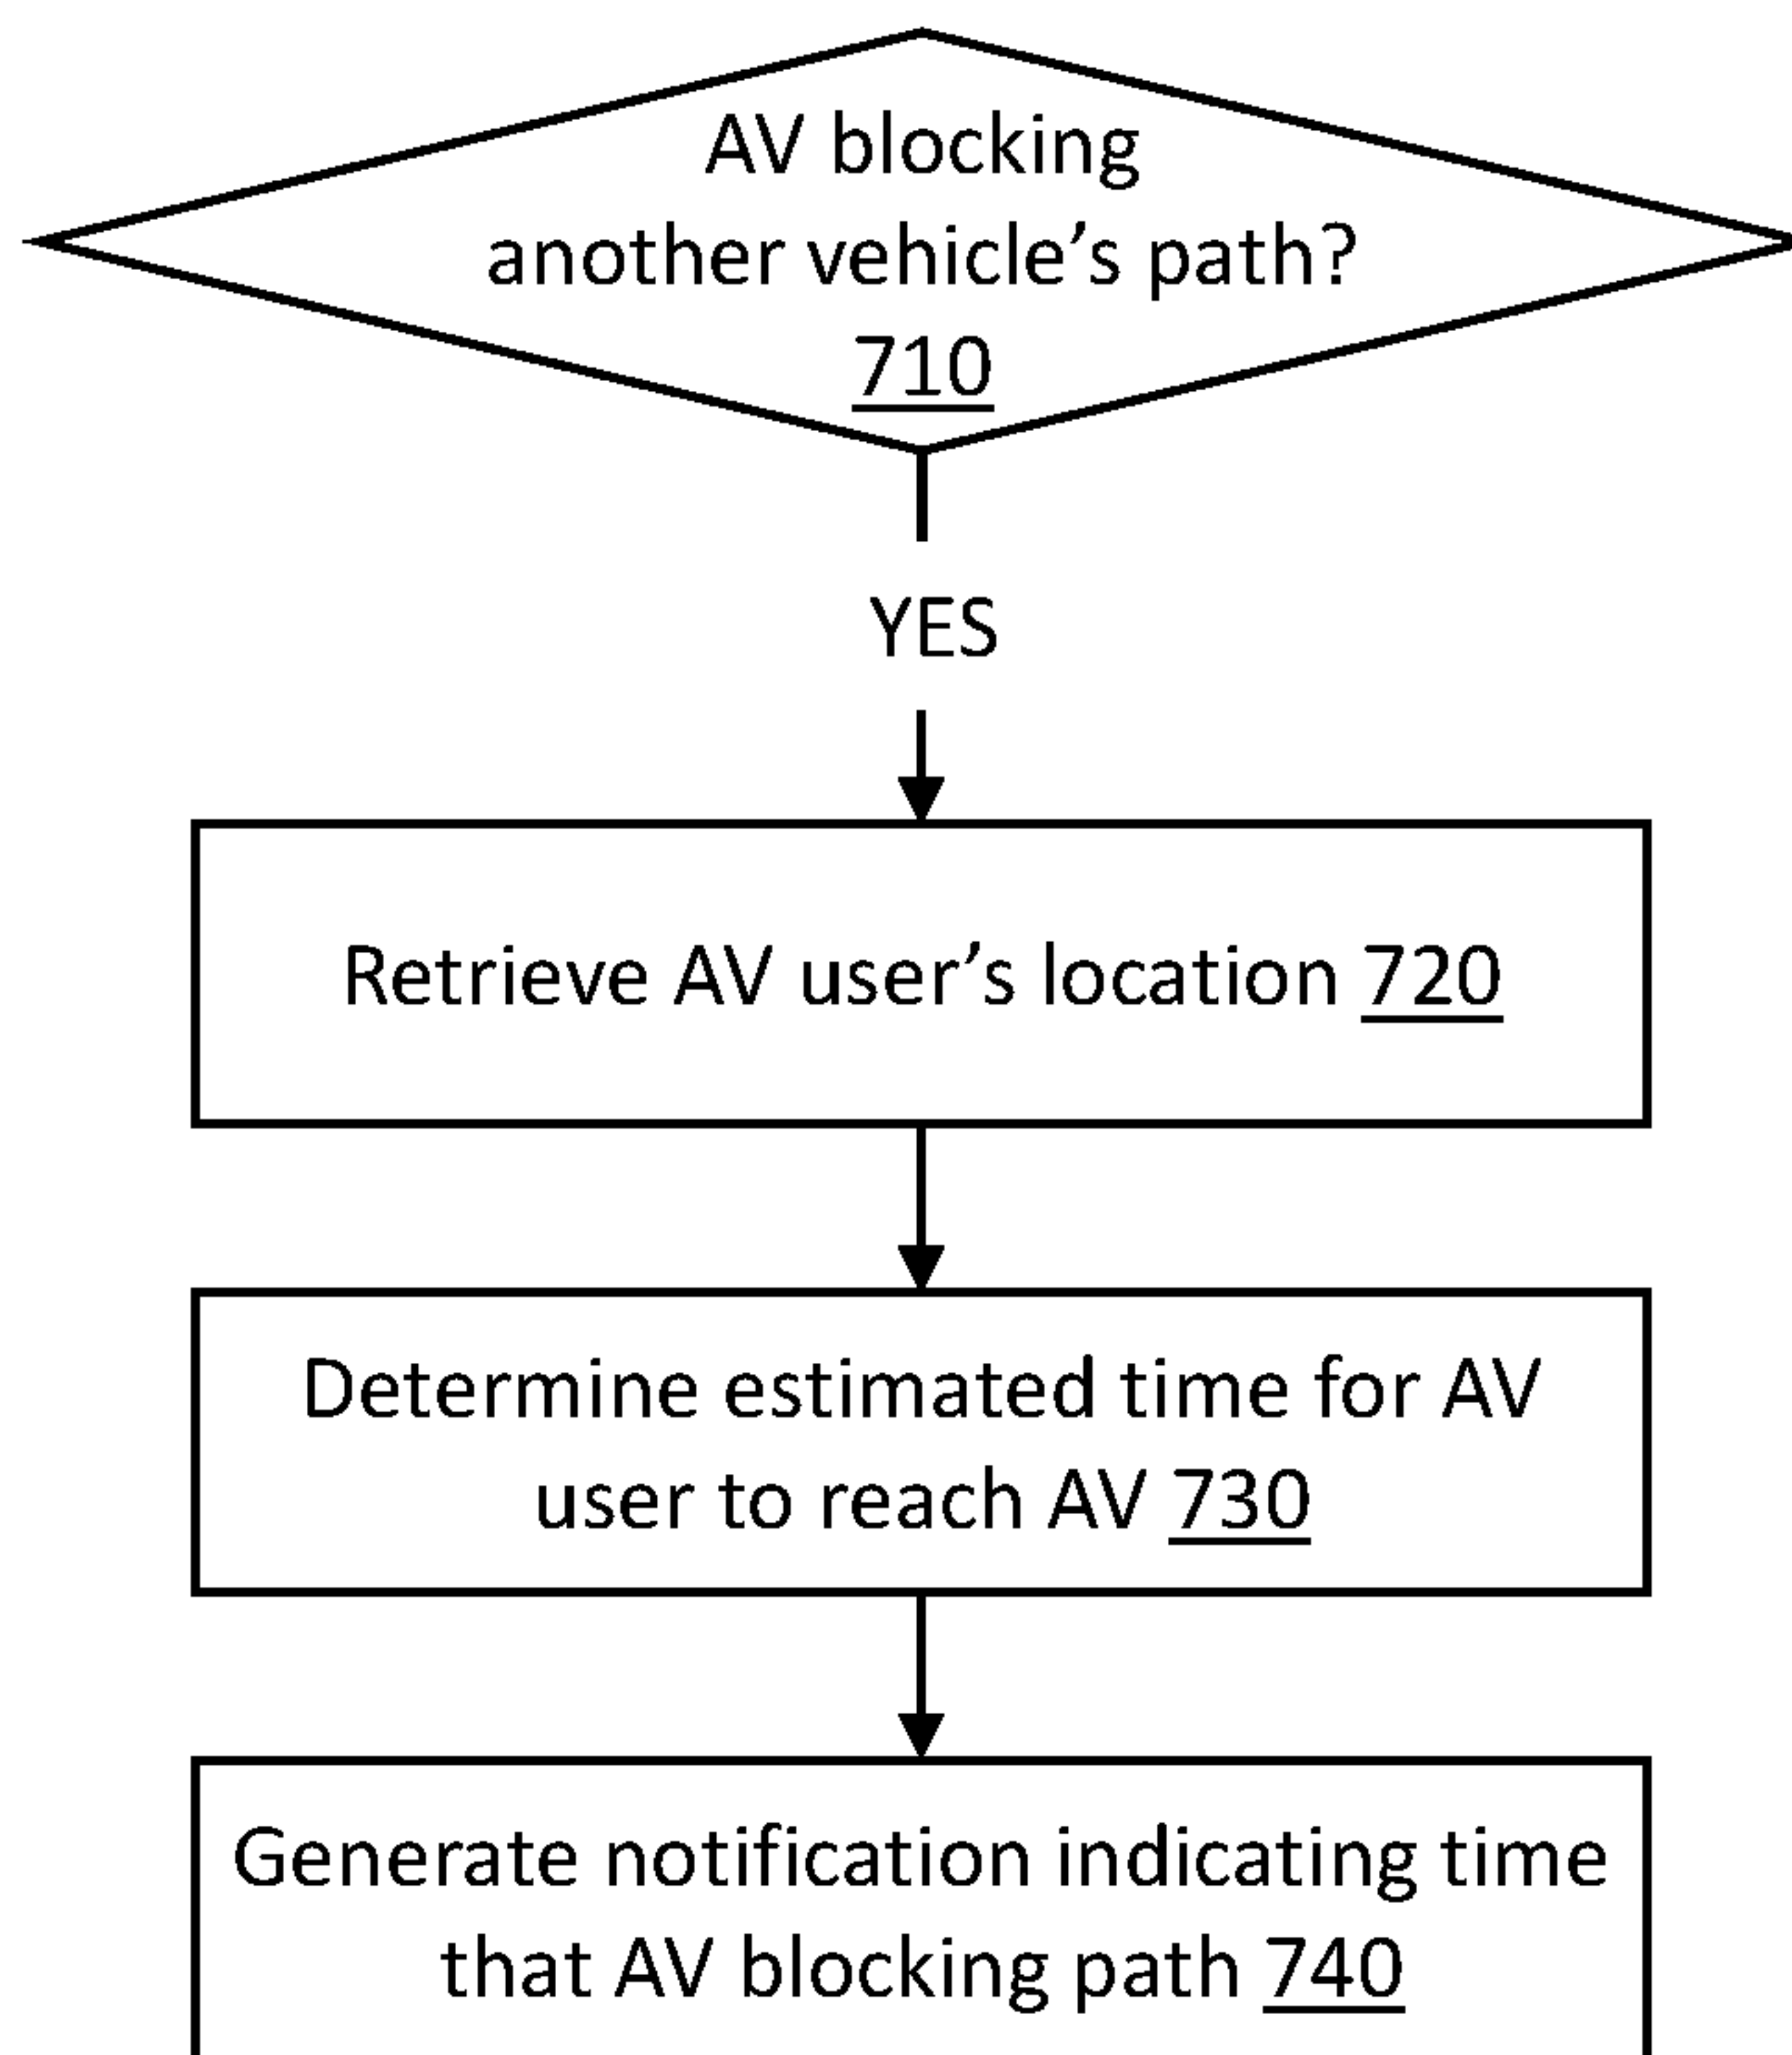 AV blocking
another vehicle’s path?
710
YES
Retrieve AV user’s location 720
Determine estimated time for AV
user to reach AV 730
Generate notification indicating time
that AV blocking path 740